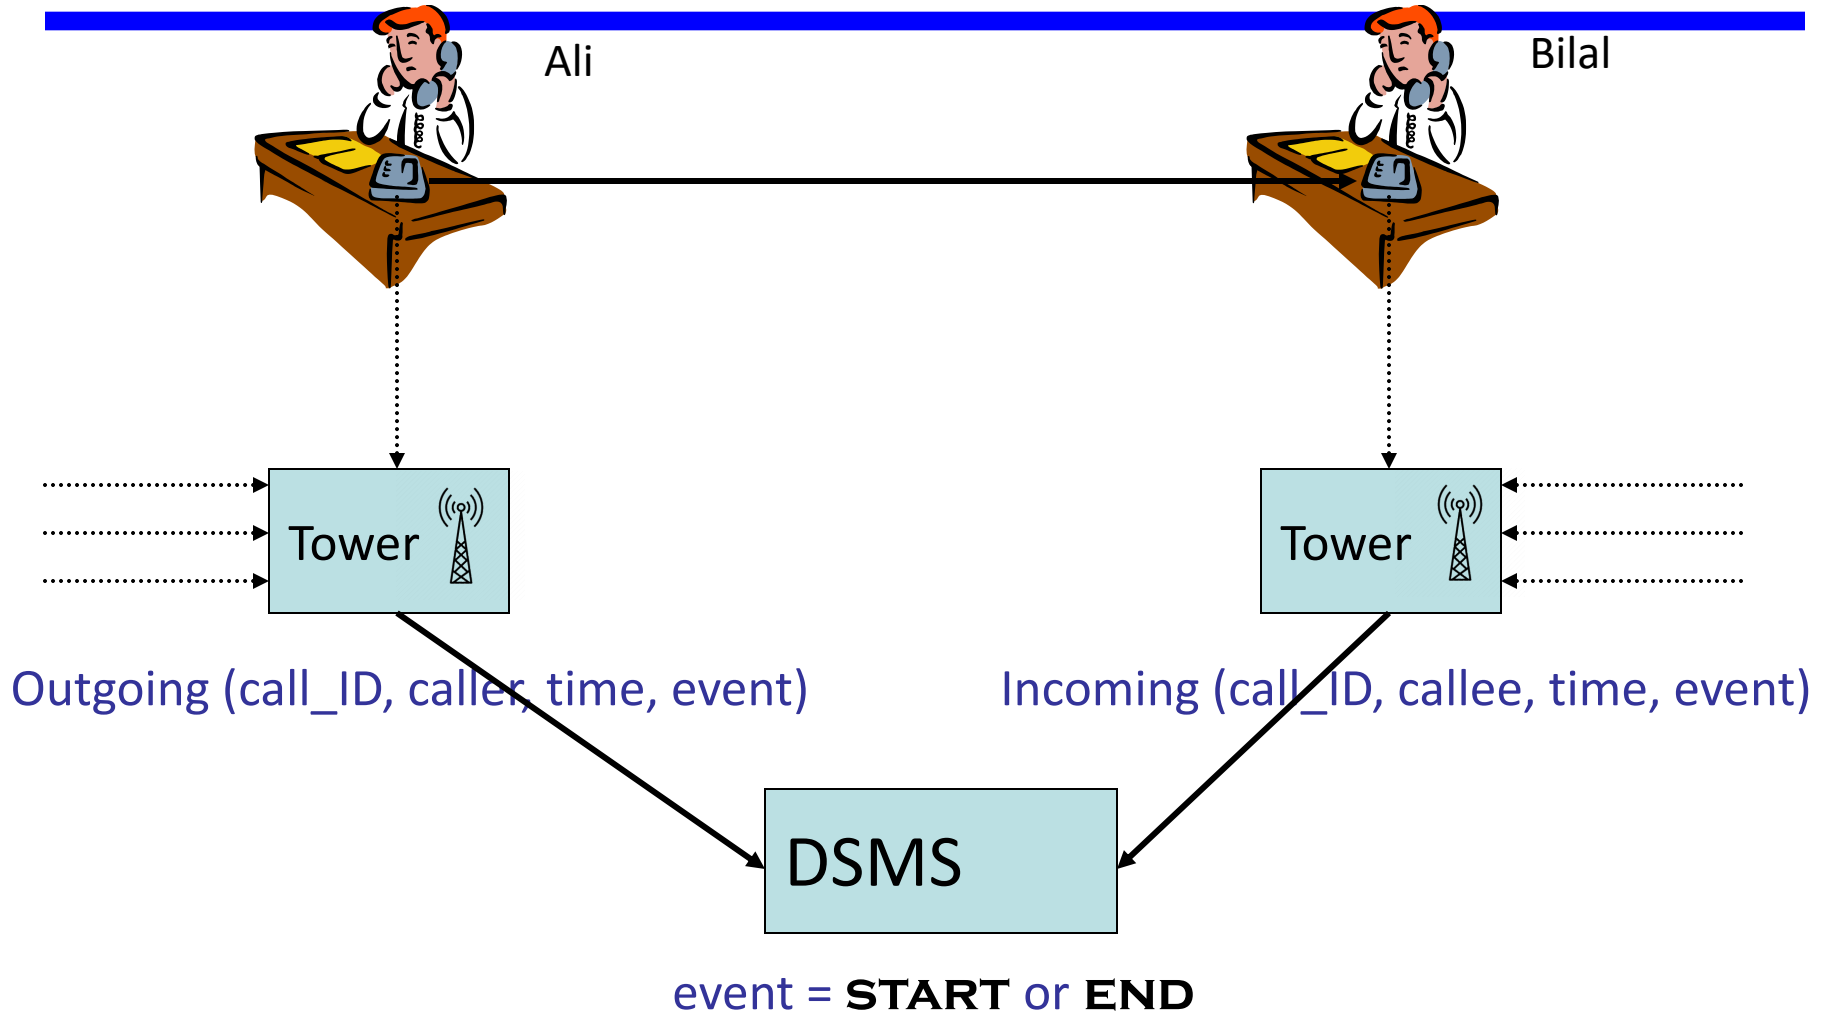 Ali
Bilal
Tower
Tower
Outgoing (call_ID, caller, time, event)
Incoming (call_ID, callee, time, event)
DSMS
event = START or END